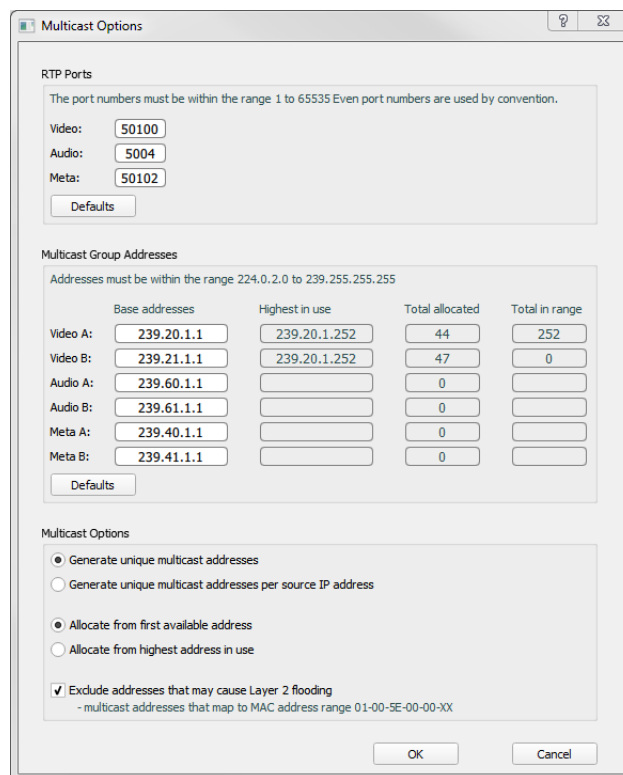 Multicast Options
RTP Ports
The port numbers must be within the range 1 to 65535 Even port numbers are used by convention.
Video: 50100
Audio: 5004
Meta: 50102
Defaults
Multicast Group Addresses
Addresses must be within the range 224.0.2.0 to 239.255.255.255
Base addresses Highest in use Total allocated Total in range
Video A: 239.20.1.1 239.20.1.252 44 252
Video B: 239.21.1.1 239.20.1.252 47 0
Audio A: 239.60.1.1 0
Audio B: 239.61.1.1 0
Meta A: 239.40.1.1 0
Meta B: 239.41.1.1 0
Defaults
Multicast Options
Generate unique multicast addresses
Generate unique multicast addresses per source IP address
Allocate from first available address
Allocate from highest address in use
Exclude addresses that may cause Layer 2 flooding
- multicast addresses that map to MAC address range 01-00-5E-00-00-XX
OK Cancel